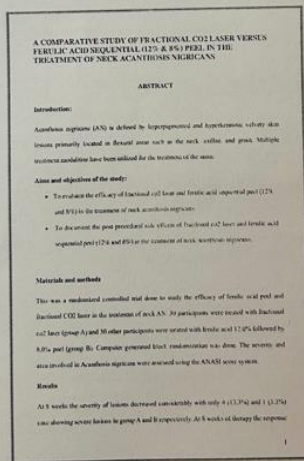 A COMPARATIVE STUDY OF FRACTIONAL CO2 LASER VERSUS
FERULIC ACID SEQUENTIAL (12% & 8%) PEEL IN THE
TREATMENT OF NECK ACANTHOSIS NIGRICANS
ABSTRACT
Introduction:
Acanthosis nigricans (AN) is defined by hyperpigmented and hyperkeratotic velvety skin
lesions primarily located in flexural areas such as the neck, axillae and groin. Multiple
treatment modalities have been utilized for the treatment of the same.
Aims and objectives of the study:
• To evaluate the efficacy of fractional co2 laser and ferulic acid sequential peel (12%
and 8%) in the treatment of neck acanthosis nigricans
• To document the post procedural side effects of fractional co2 laser and ferulic acid
sequential peel (12% and 8%) in the treatment of neck acanthosis nigricans.
Materials and methods
This was a randomized controlled trial done to study the efficacy of ferulic acid peel and
fractional CO2 laser in the treatment of neck AN. 30 participants were treated with fractional
co2 laser (group A) and 30 other participants were treated with ferulic acid 12.0% followed by
8.0% peel (group B). Computer generated block randomization was done. The severity and
area involved in Acanthosis nigricans were assessed using the ANASI score system.
Results
At 8 weeks the severity of lesions decreased considerably with only 4 (13.3%) and 1 (3.2%)
case showing severe lesions in group A and B respectively. At 8 weeks of therapy the response
1